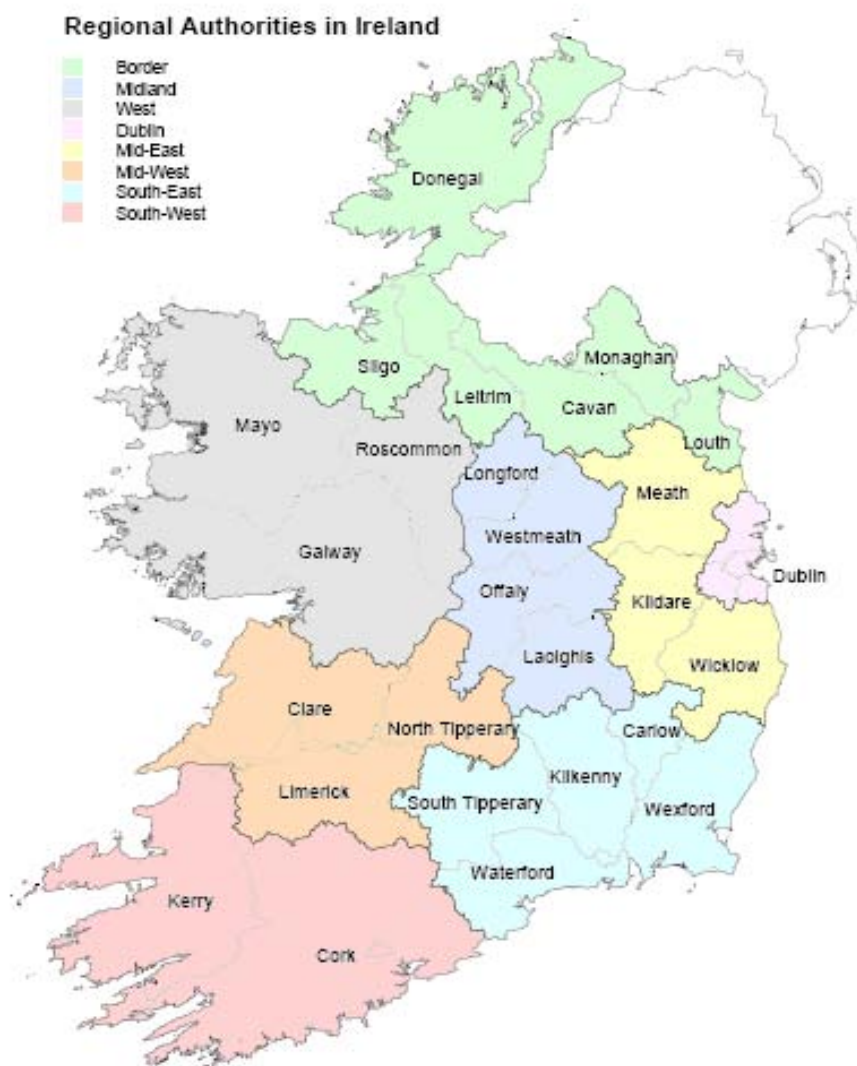 Regional Authorities in Ireland
Border
Midland
West
Dublin
Mid-East
Mid-West
South-East
South-West
Donegal
Monaghan
Sligo
Leitrim
Cavan
Mayo
Roscommon
Louth
Longford
Meath
Westmeath
Galway
Dublin
Offaly
Kildare
Laoighis
Wicklow
Clare
North Tipperary
Carlow
Kilkenny
Limerick
South Tipperary
Wexford
Waterford
Kerry
Cork